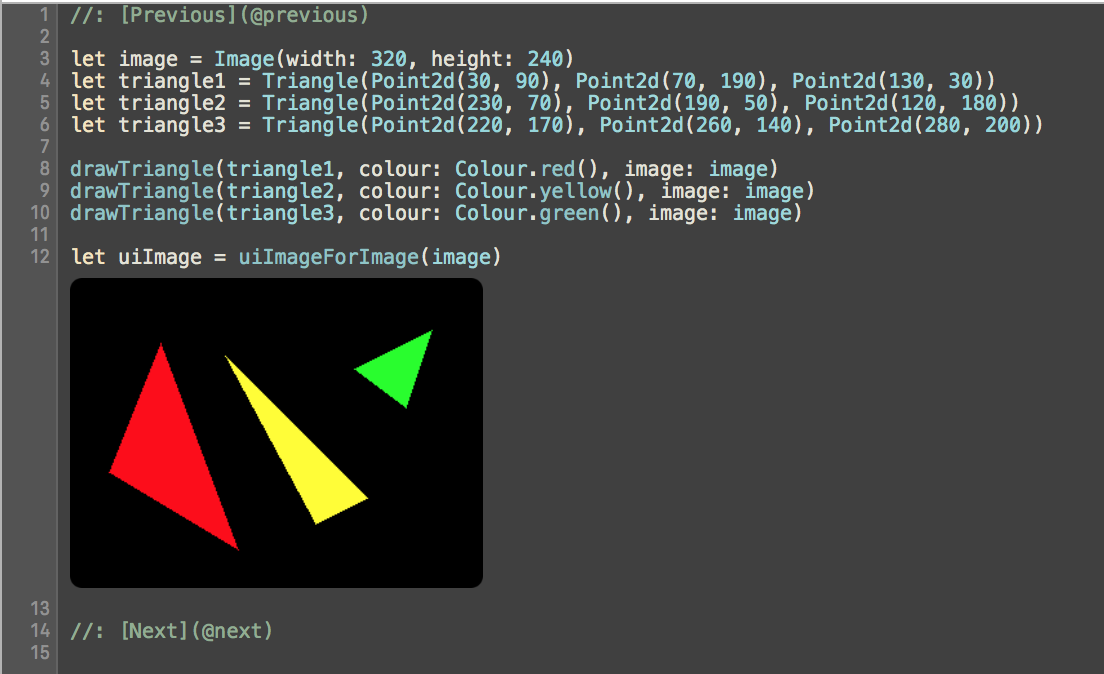 1 //: [Previous](@previous)
2
3 let image = Image(width: 320, height: 240)
4 let triangle1 = Triangle(Point2d(30, 90), Point2d(70, 190), Point2d(130, 30))
5 let triangle2 = Triangle(Point2d(230, 70), Point2d(190, 50), Point2d(120, 180))
6 let triangle3 = Triangle(Point2d(220, 170), Point2d(260, 140), Point2d(280, 200))
7
8 drawTriangle(triangle1, colour: Colour.red(), image: image)
9 drawTriangle(triangle2, colour: Colour.yellow(), image: image)
10 drawTriangle(triangle3, colour: Colour.green(), image: image)
11
12 let uiImage = uiImageForImage(image)
13
14 //: [Next](@next)
15